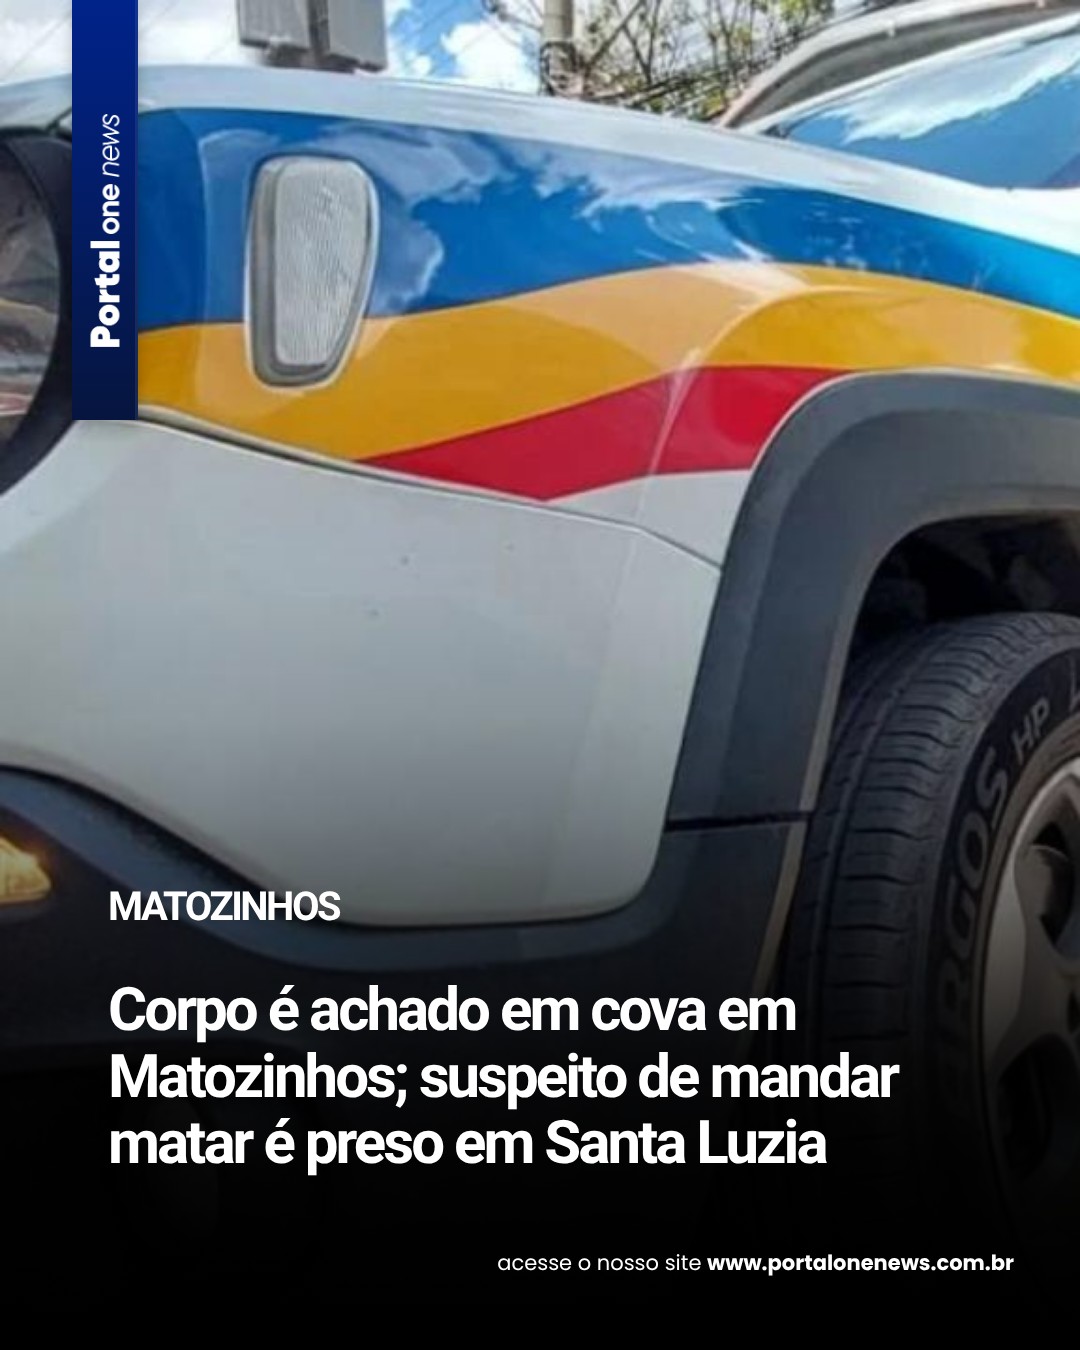 Portal one news
MATOZINHOS
Corpo é achado em cova em
Matozinhos; suspeito de mandar
matar é preso em Santa Luzia
acesse o nosso site www.portalonenews.com.br
HP